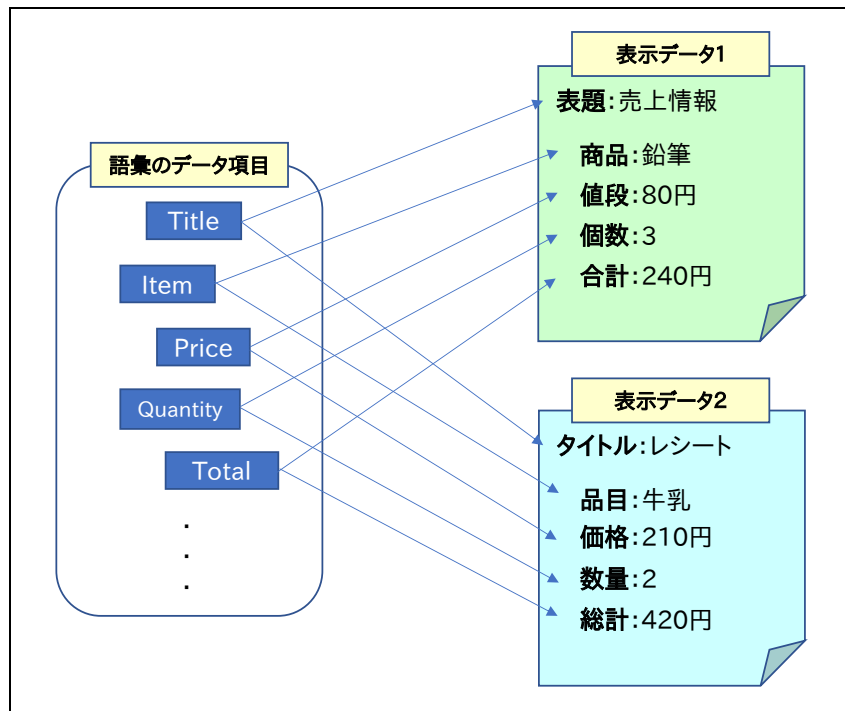 語彙のデータ項目
Title
Item
Price
Quantity
Total
.
.
.
表示データ1
表題:売上情報
商品:鉛筆
値段:80円
個数:3
合計:240円
表示データ2
タイトル:レシート
品目:牛乳
価格:210円
数量:2
総計:420円